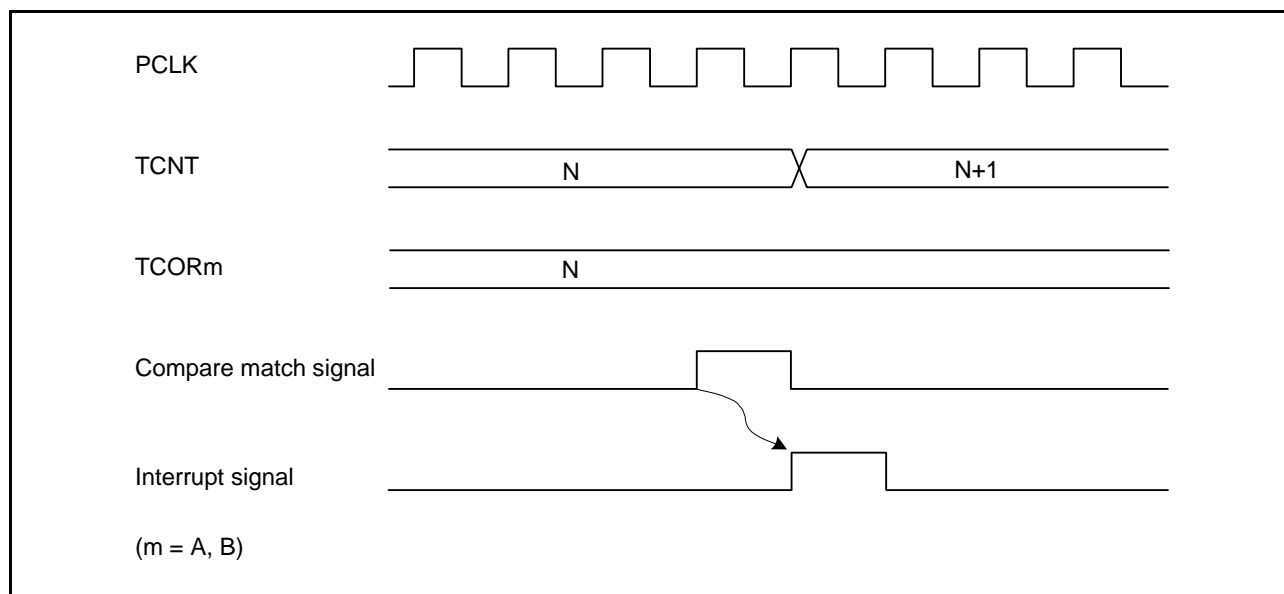 PCLK
TCNT
N
N+1
TCORm
N
Compare match signal
Interrupt signal
(m = A, B)